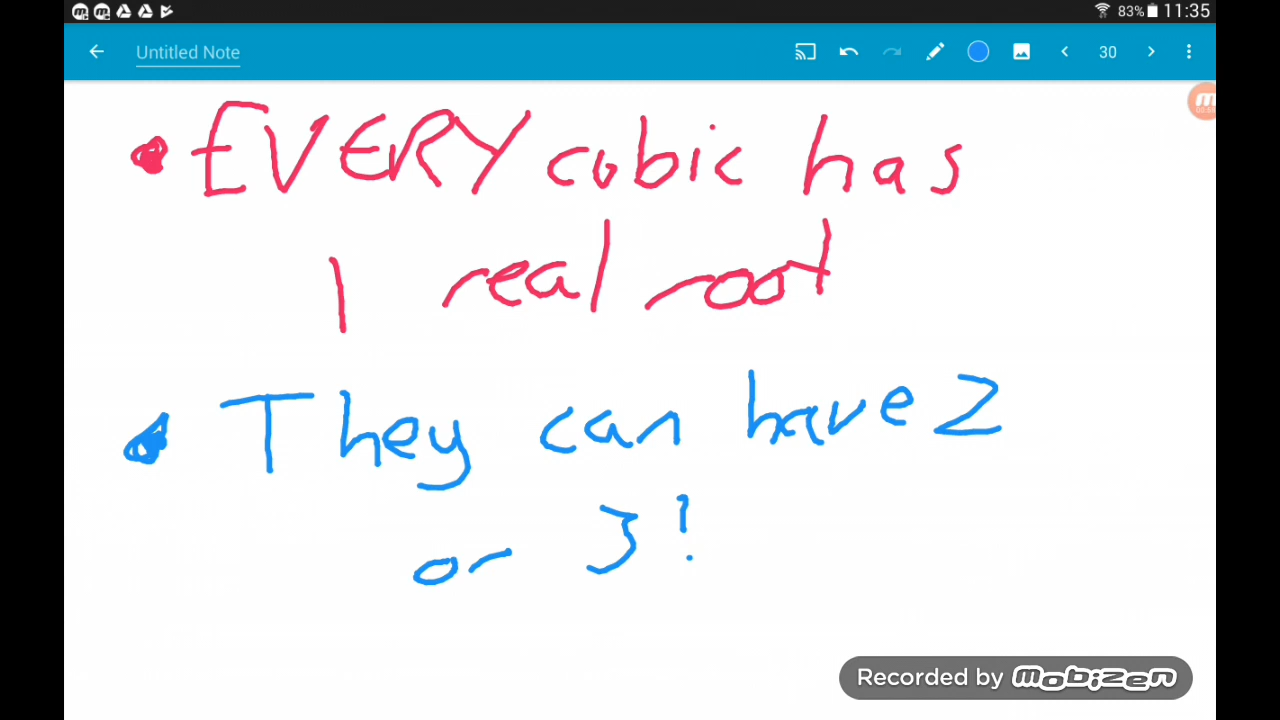 83% 11:35
Untitled Note
30
• EVERY cubic has
1 real root
• They can have 2
or 3!
Recorded by mobizen